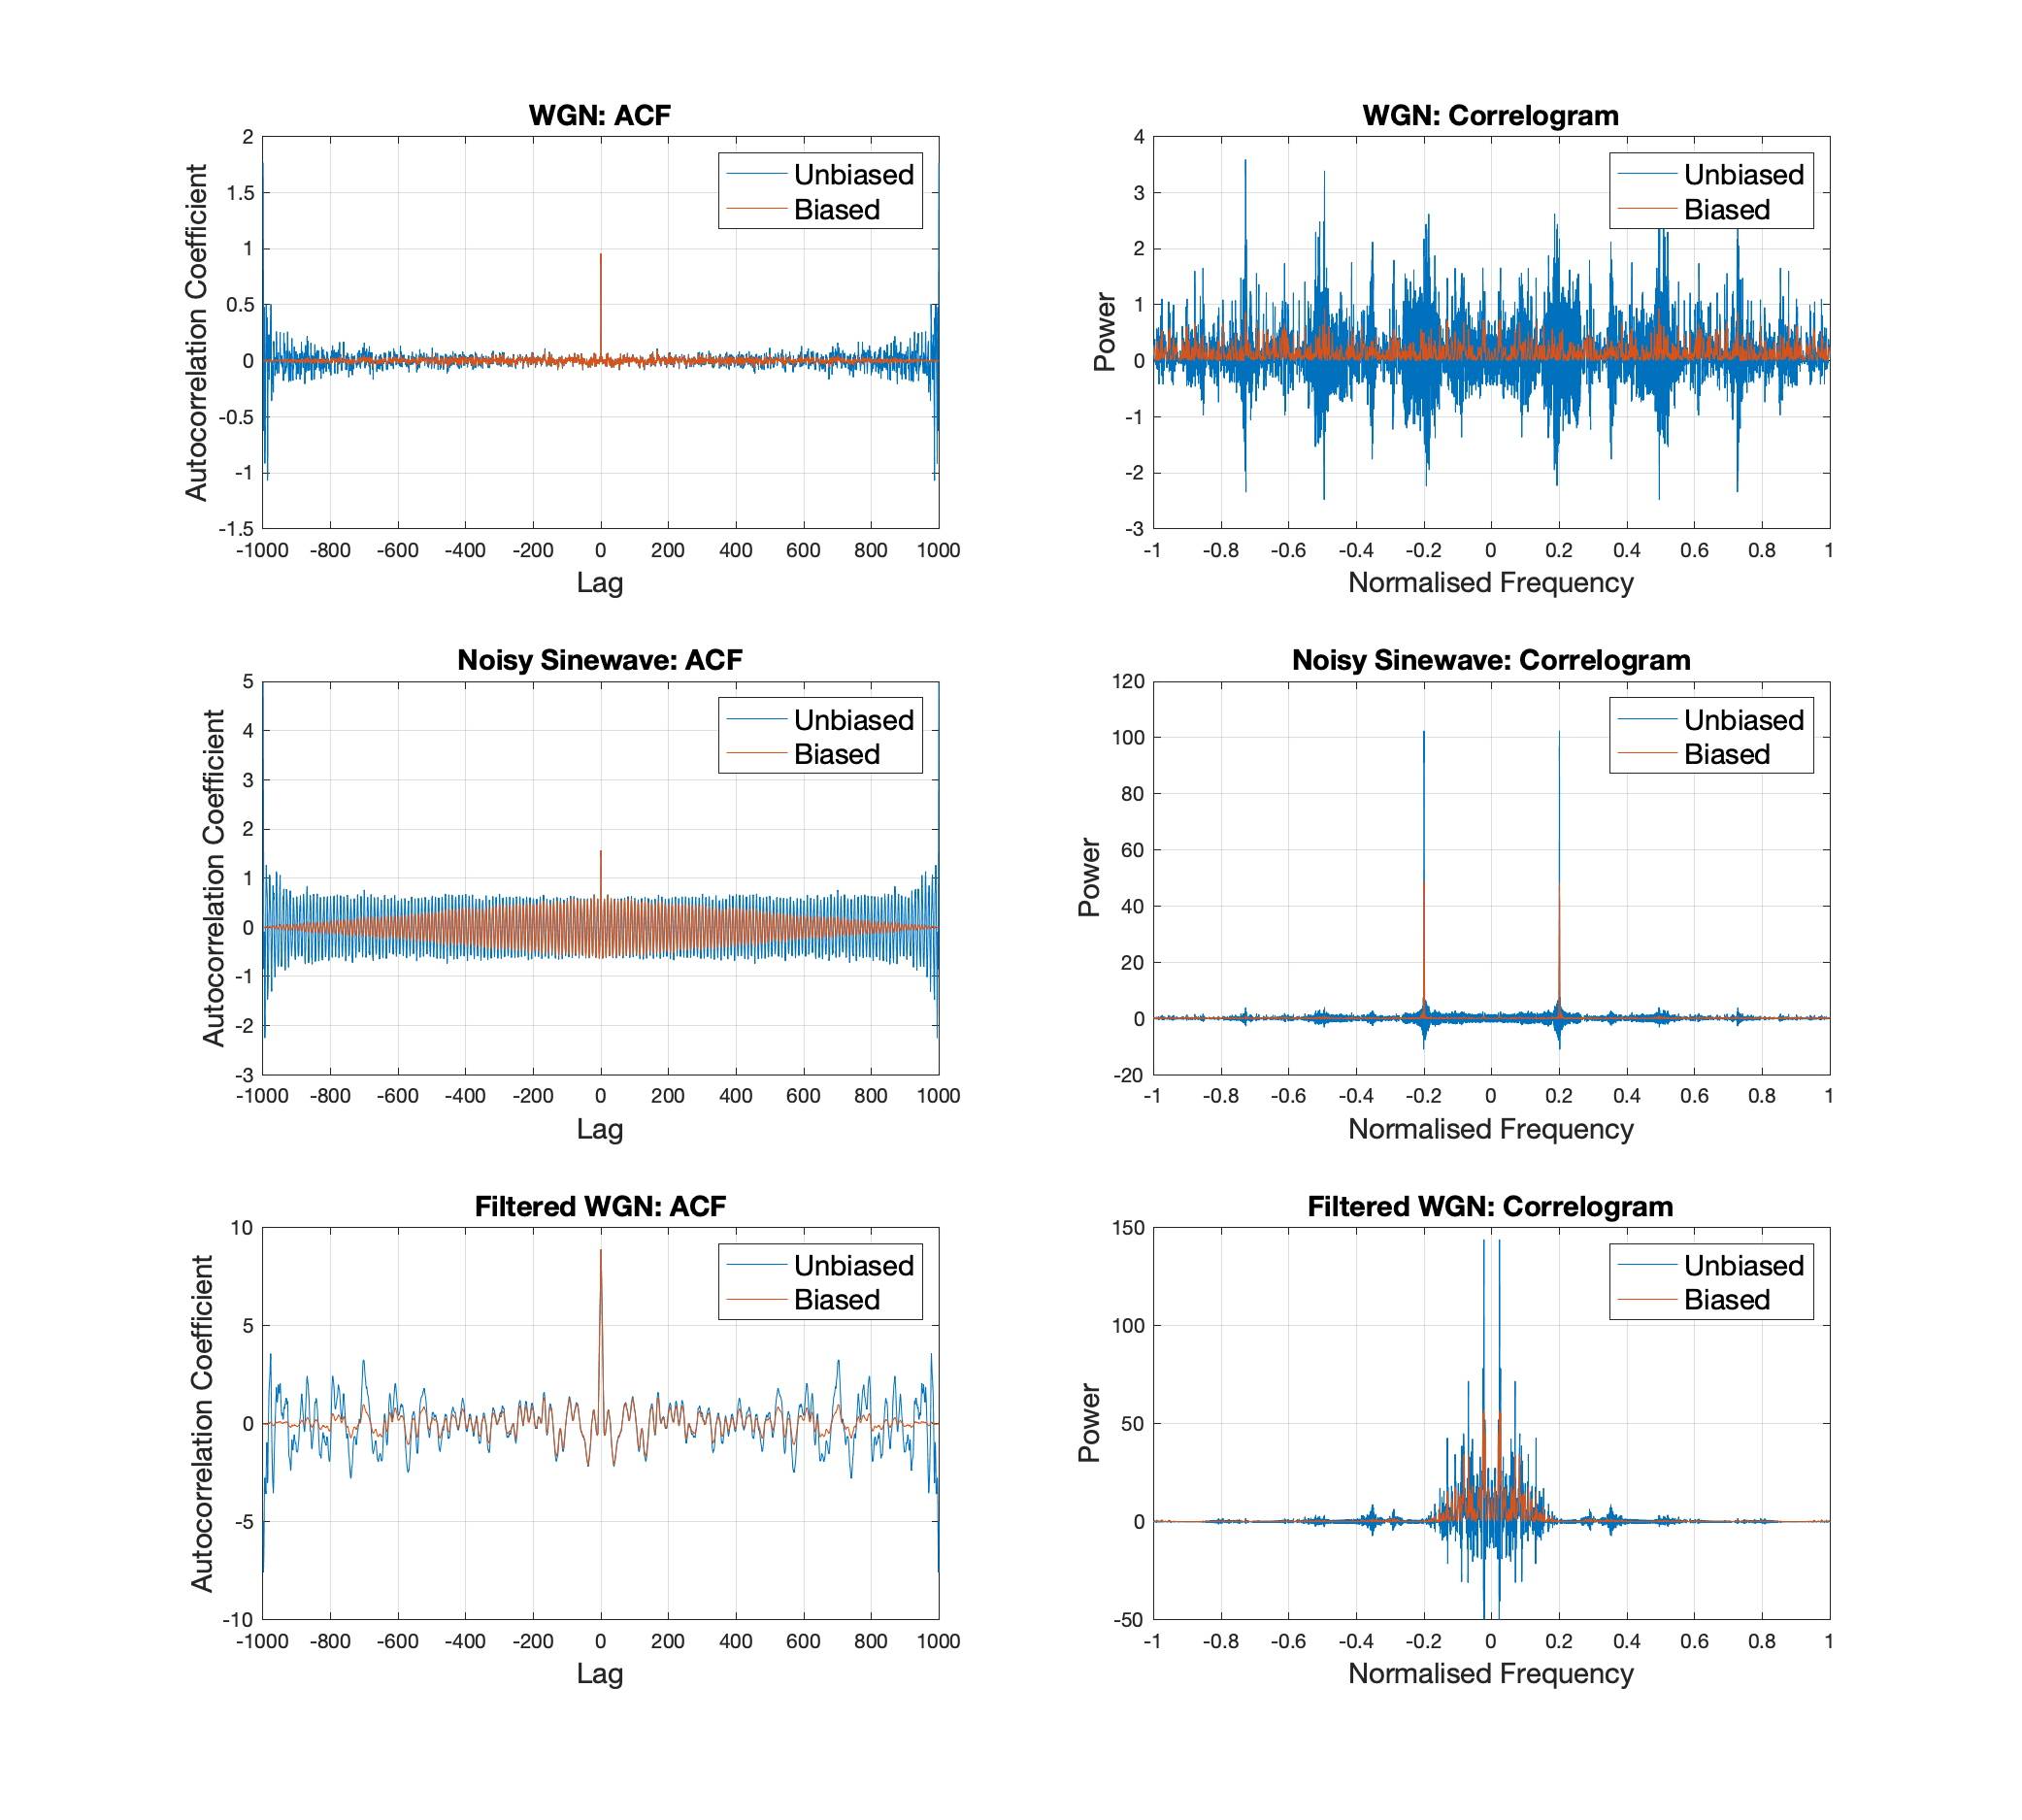 WGN: ACF
2
1.5
1
0.5
0
-0.5
-1
-1.5
Autocorrelation Coefficient
-1000 -800 -600 -400 -200 0 200 400 600 800 1000
Lag
Unbiased
Biased
WGN: Correlogram
4
3
2
1
0
-1
-2
-3
Power
-1 -0.8 -0.6 -0.4 -0.2 0 0.2 0.4 0.6 0.8 1
Normalised Frequency
Unbiased
Biased
Noisy Sinewave: ACF
5
4
3
2
1
0
-1
-2
-3
Autocorrelation Coefficient
-1000 -800 -600 -400 -200 0 200 400 600 800 1000
Lag
Unbiased
Biased
Noisy Sinewave: Correlogram
120
100
80
60
40
20
0
-20
Power
-1 -0.8 -0.6 -0.4 -0.2 0 0.2 0.4 0.6 0.8 1
Normalised Frequency
Unbiased
Biased
Filtered WGN: ACF
10
5
0
-5
-10
Autocorrelation Coefficient
-1000 -800 -600 -400 -200 0 200 400 600 800 1000
Lag
Unbiased
Biased
Filtered WGN: Correlogram
150
100
50
0
-50
Power
-1 -0.8 -0.6 -0.4 -0.2 0 0.2 0.4 0.6 0.8 1
Normalised Frequency
Unbiased
Biased